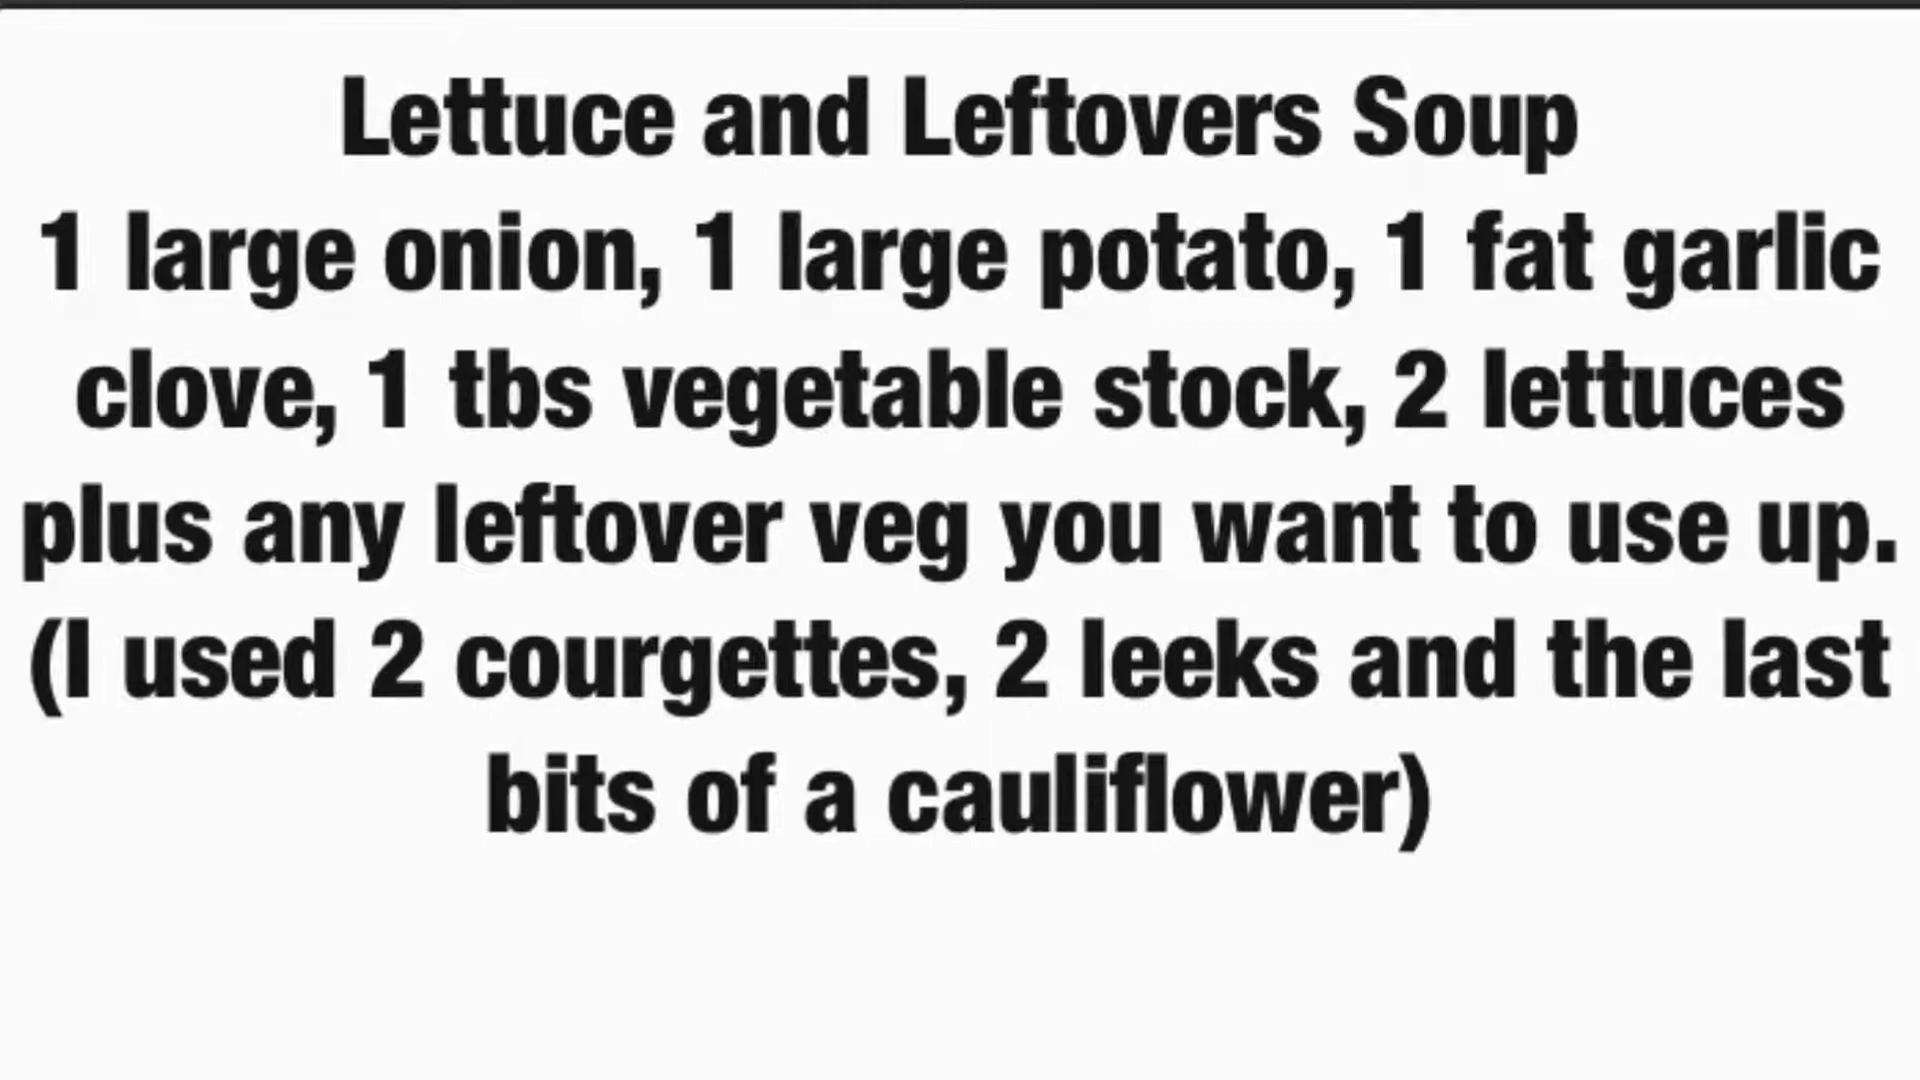 Lettuce and Leftovers Soup
1 large onion, 1 large potato, 1 fat garlic
clove, 1 tbs vegetable stock, 2 lettuces
plus any leftover veg you want to use up.
(I used 2 courgettes, 2 leeks and the last
bits of a cauliflower)